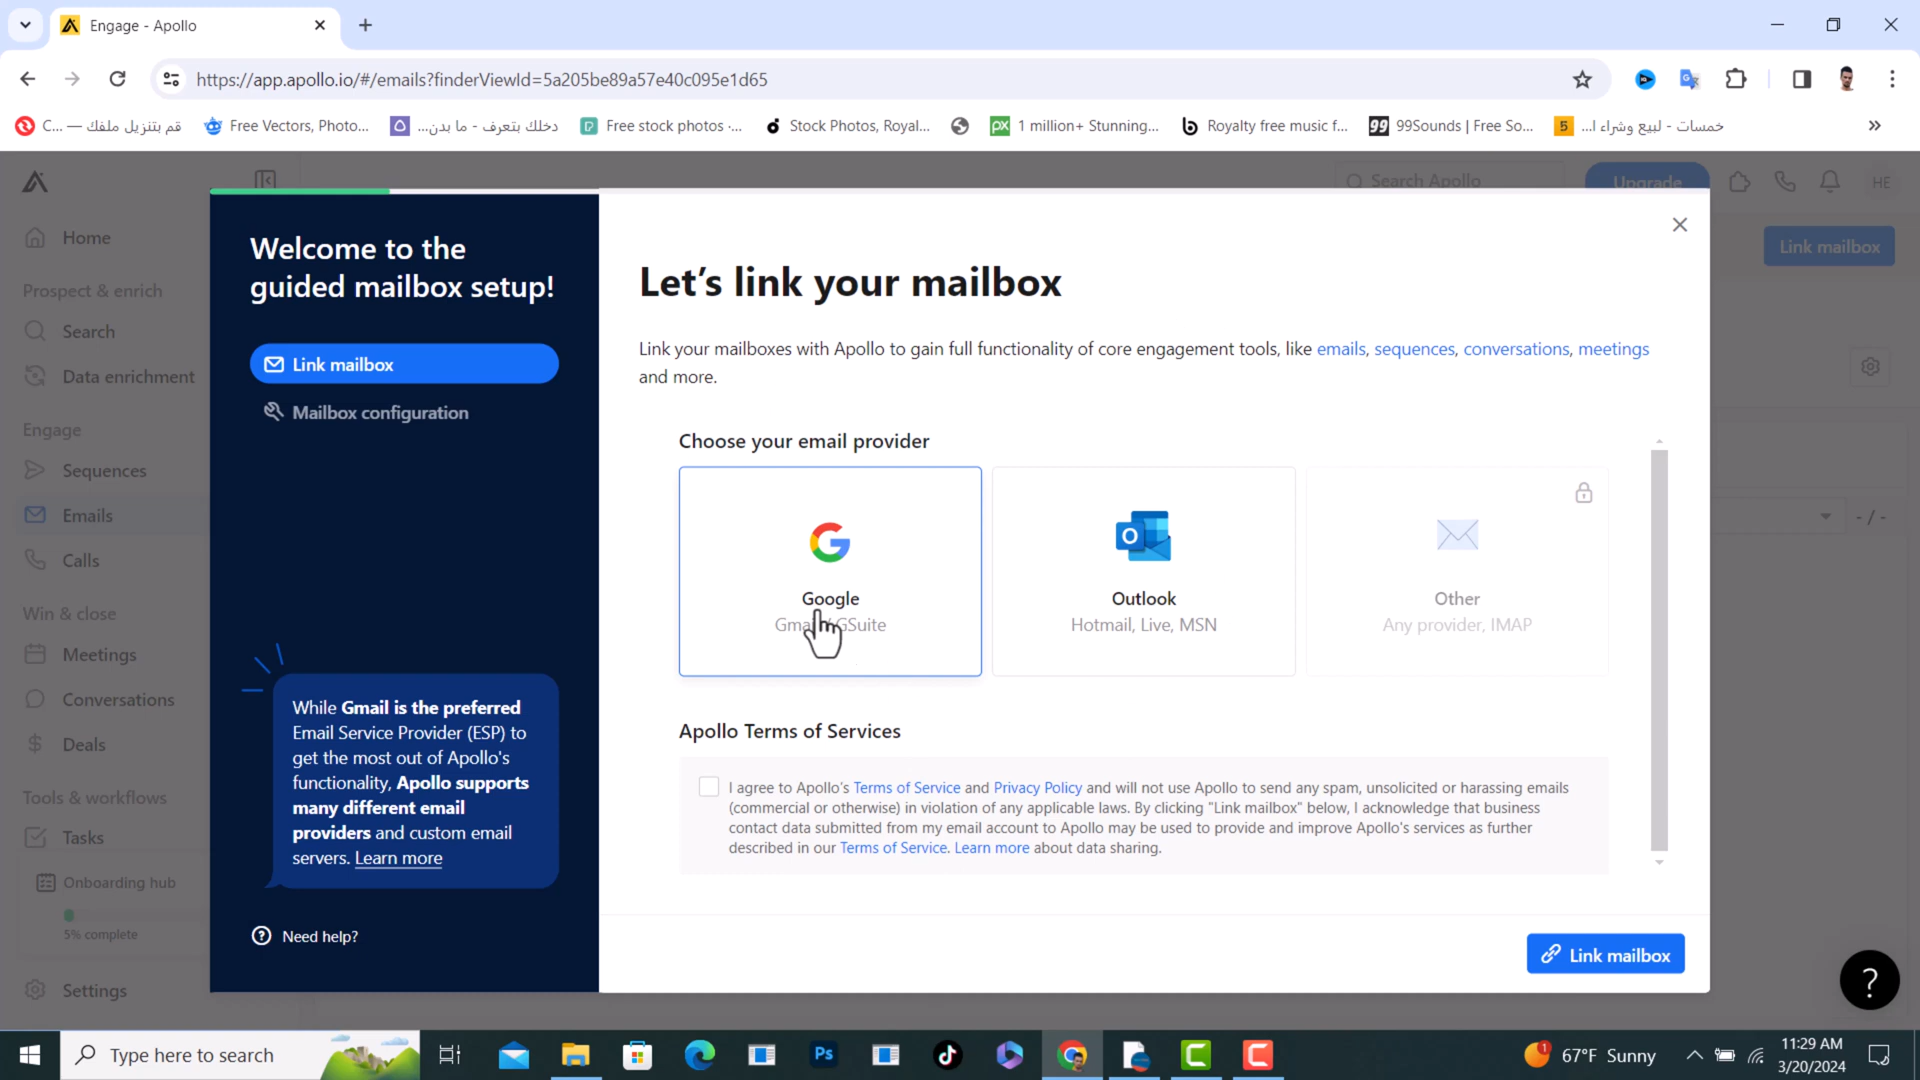 Engage - Apollo
https://app.apollo.io/#/emails?finderViewId=5a205be89a57e40c095e1d65
C... — قم بتنزيل ملفك
Free Vectors, Photo...
دخلك بتعرف - ما بدن...
Free stock photos ·...
Stock Photos, Royal...
1 million+ Stunning...
Royalty free music f...
99Sounds | Free So...
خمسات - لبيع وشراء ا...
Search Apollo
Upgrade
HE
Home
Prospect & enrich
Search
Data enrichment
Engage
Sequences
Emails
Calls
Win & close
Meetings
Conversations
Deals
Tools & workflows
Tasks
Onboarding hub
5% complete
Settings
Link mailbox
- / -
Welcome to the
guided mailbox setup!
Link mailbox
Mailbox configuration
While Gmail is the preferred
Email Service Provider (ESP) to
get the most out of Apollo's
functionality, Apollo supports
many different email
providers and custom email
servers. Learn more
Need help?
Let's link your mailbox
Link your mailboxes with Apollo to gain full functionality of core engagement tools, like emails, sequences, conversations, meetings
and more.
Choose your email provider
Google
GSuite
Outlook
Hotmail, Live, MSN
Other
Any provider, IMAP
Apollo Terms of Services
I agree to Apollo's Terms of Service and Privacy Policy and will not use Apollo to send any spam, unsolicited or harassing emails
(commercial or otherwise) in violation of any applicable laws. By clicking "Link mailbox" below, I acknowledge that business
contact data submitted from my email account to Apollo may be used to provide and improve Apollo's services as further
described in our Terms of Service. Learn more about data sharing.
Link mailbox
?
Type here to search
Ps
67°F Sunny
11:29 AM
3/20/2024